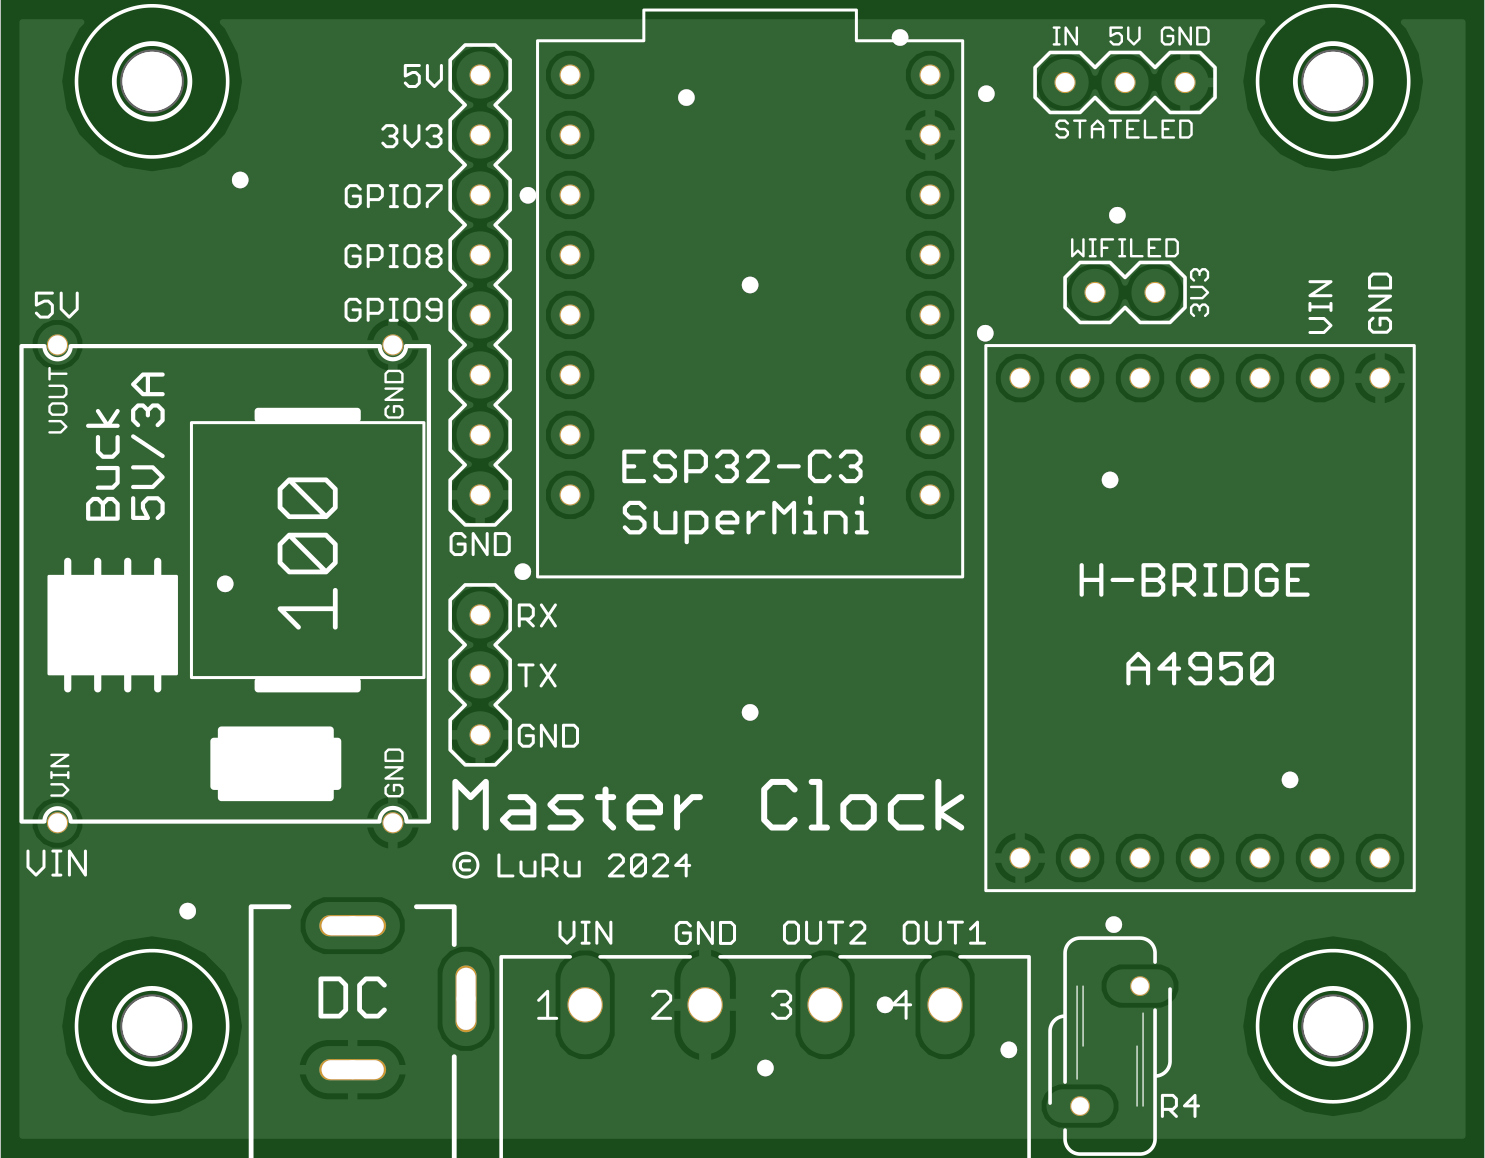 IN 5V GND
STATELED
5V
3V3
GPIO7
GPIO8
GPIO9
GND
WIFILED
3V3
VIN
GND
5V
VOUT
GND
Buck
5V/3A
100
VIN
GND
VIN
ESP32-C3
SuperMini
RX
TX
GND
H-BRIDGE
A4950
Master Clock
© LuRu 2024
DC
VIN GND OUT2 OUT1
1 2 3 4
R4